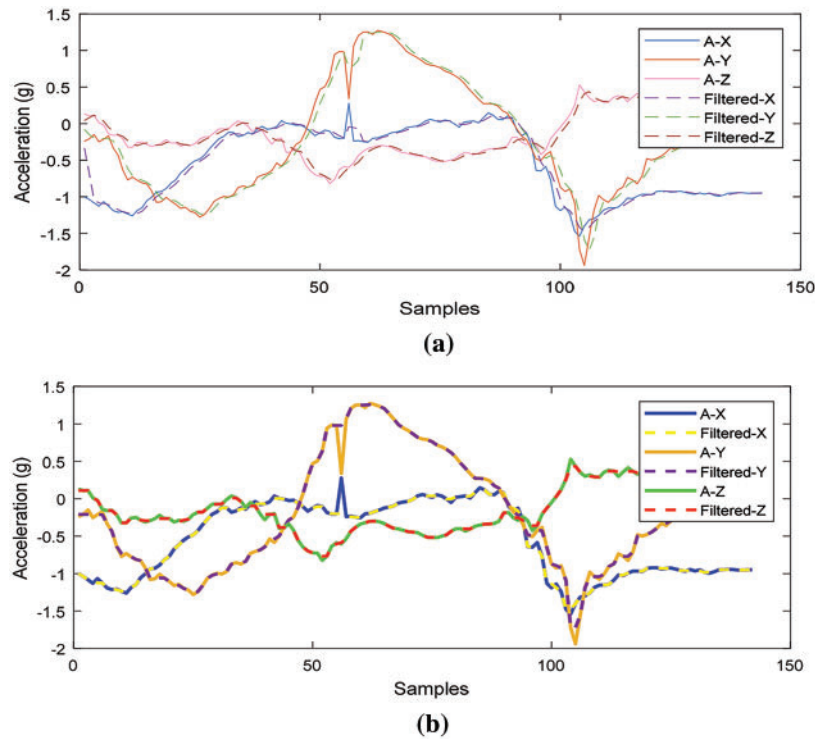 1.5
1
0.5
0
-0.5
-1
-1.5
-2
Acceleration (g)
0 50 100 150
Samples
A-X
A-Y
A-Z
Filtered-X
Filtered-Y
Filtered-Z
(a)
1.5
1
0.5
0
-0.5
-1
-1.5
-2
Acceleration (g)
0 50 100 150
Samples
A-X
Filtered-X
A-Y
Filtered-Y
A-Z
Filtered-Z
(b)